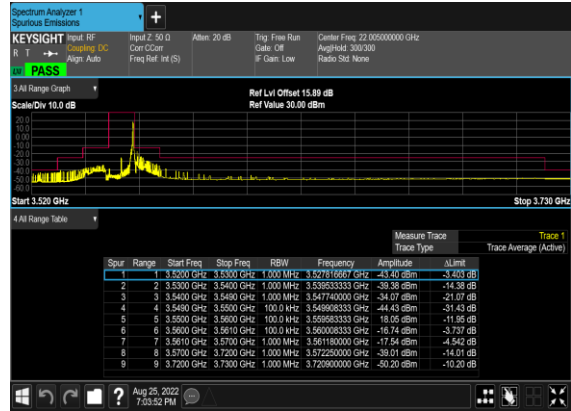 Spectrum Analyzer 1
Spurious Emissions
KEYSIGHT Input: RF Input Z: 50 Ω Atten: 20 dB Trig: Free Run Center Freq: 22.005000000 GHz
R T Coupling: DC Corr CCorr Gate: Off Avg|Hold: 300/300
Align: Auto Freq Ref: Int (S) IF Gain: Low Radio Std: None
PASS
3 All Range Graph
Ref Lvl Offset 15.89 dB
Scale/Div 10.0 dB Ref Value 30.00 dBm
20.0
10.0
0.00
-10.0
-20.0
-30.0
-40.0
-50.0
-60.0
Start 3.520 GHz Stop 3.730 GHz
4 All Range Table
Measure Trace Trace 1
Trace Type Trace Average (Active)
Spur Range Start Freq Stop Freq RBW Frequency Amplitude ΔLimit
1 1 3.5200 GHz 3.5300 GHz 1.000 MHz 3.527816667 GHz -43.40 dBm -3.403 dB
2 2 3.5300 GHz 3.5400 GHz 1.000 MHz 3.539533333 GHz -39.38 dBm -14.38 dB
3 3 3.5400 GHz 3.5490 GHz 1.000 MHz 3.547740000 GHz -34.07 dBm -21.07 dB
4 4 3.5490 GHz 3.5500 GHz 100.0 kHz 3.549908333 GHz -44.43 dBm -31.43 dB
5 5 3.5500 GHz 3.5600 GHz 100.0 kHz 3.559583333 GHz 18.05 dBm -11.95 dB
6 6 3.5600 GHz 3.5610 GHz 100.0 kHz 3.560008333 GHz -16.74 dBm -3.737 dB
7 7 3.5610 GHz 3.5700 GHz 1.000 MHz 3.561180000 GHz -17.54 dBm -4.542 dB
8 8 3.5700 GHz 3.7200 GHz 1.000 MHz 3.572250000 GHz -39.01 dBm -14.01 dB
9 9 3.7200 GHz 3.7300 GHz 1.000 MHz 3.720900000 GHz -50.20 dBm -10.20 dB
Aug 25, 2022
7:03:52 PM